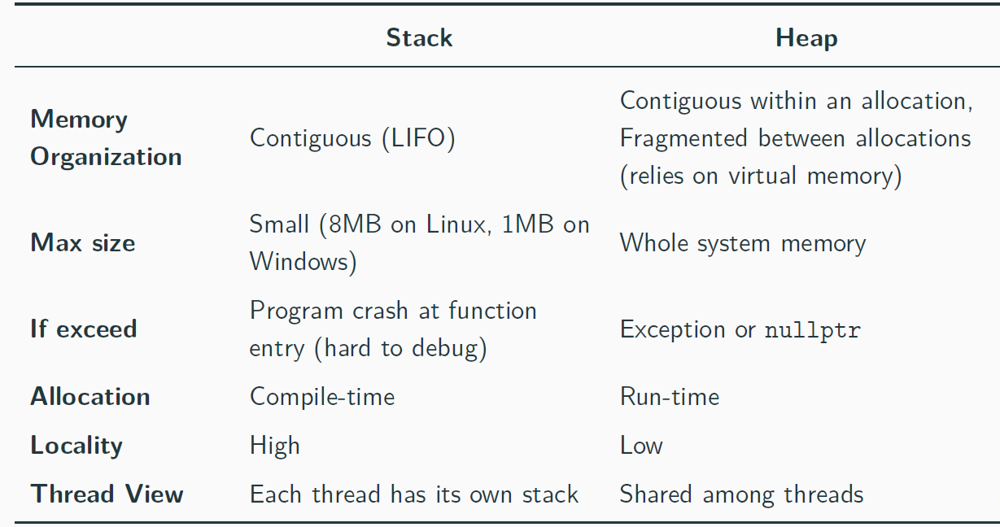 Stack Heap
Memory Organization Contiguous (LIFO) Contiguous within an allocation, Fragmented between allocations (relies on virtual memory)
Max size Small (8MB on Linux, 1MB on Windows) Whole system memory
If exceed Program crash at function entry (hard to debug) Exception or nullptr
Allocation Compile-time Run-time
Locality High Low
Thread View Each thread has its own stack Shared among threads